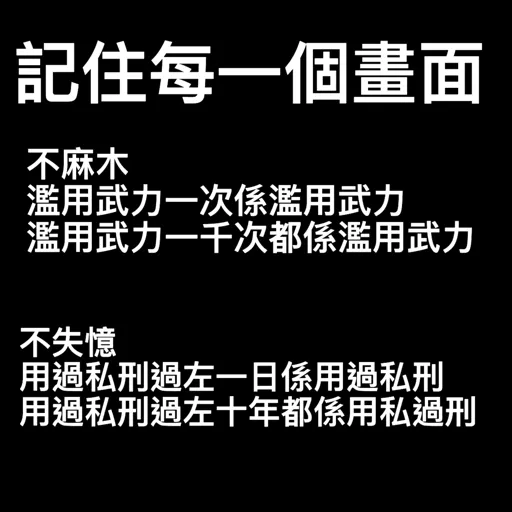 記住每一個畫面
不麻木
濫用武力一次係濫用武力
濫用武力一千次都係濫用武力
不失憶
用過私刑過左一日係用過私刑
用過私刑過左十年都係用私過刑